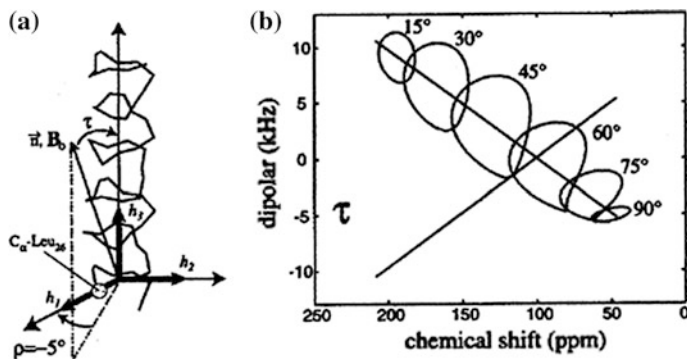 (a)
τ
n⃗, B₀
h₃
Cα-Leu₂₆
h₂
h₁
ρ=–5°
(b)
10
5
0
-5
-10
dipolar (kHz)
15°
30°
45°
60°
75°
90°
τ
250
200
150
100
50
0
chemical shift (ppm)